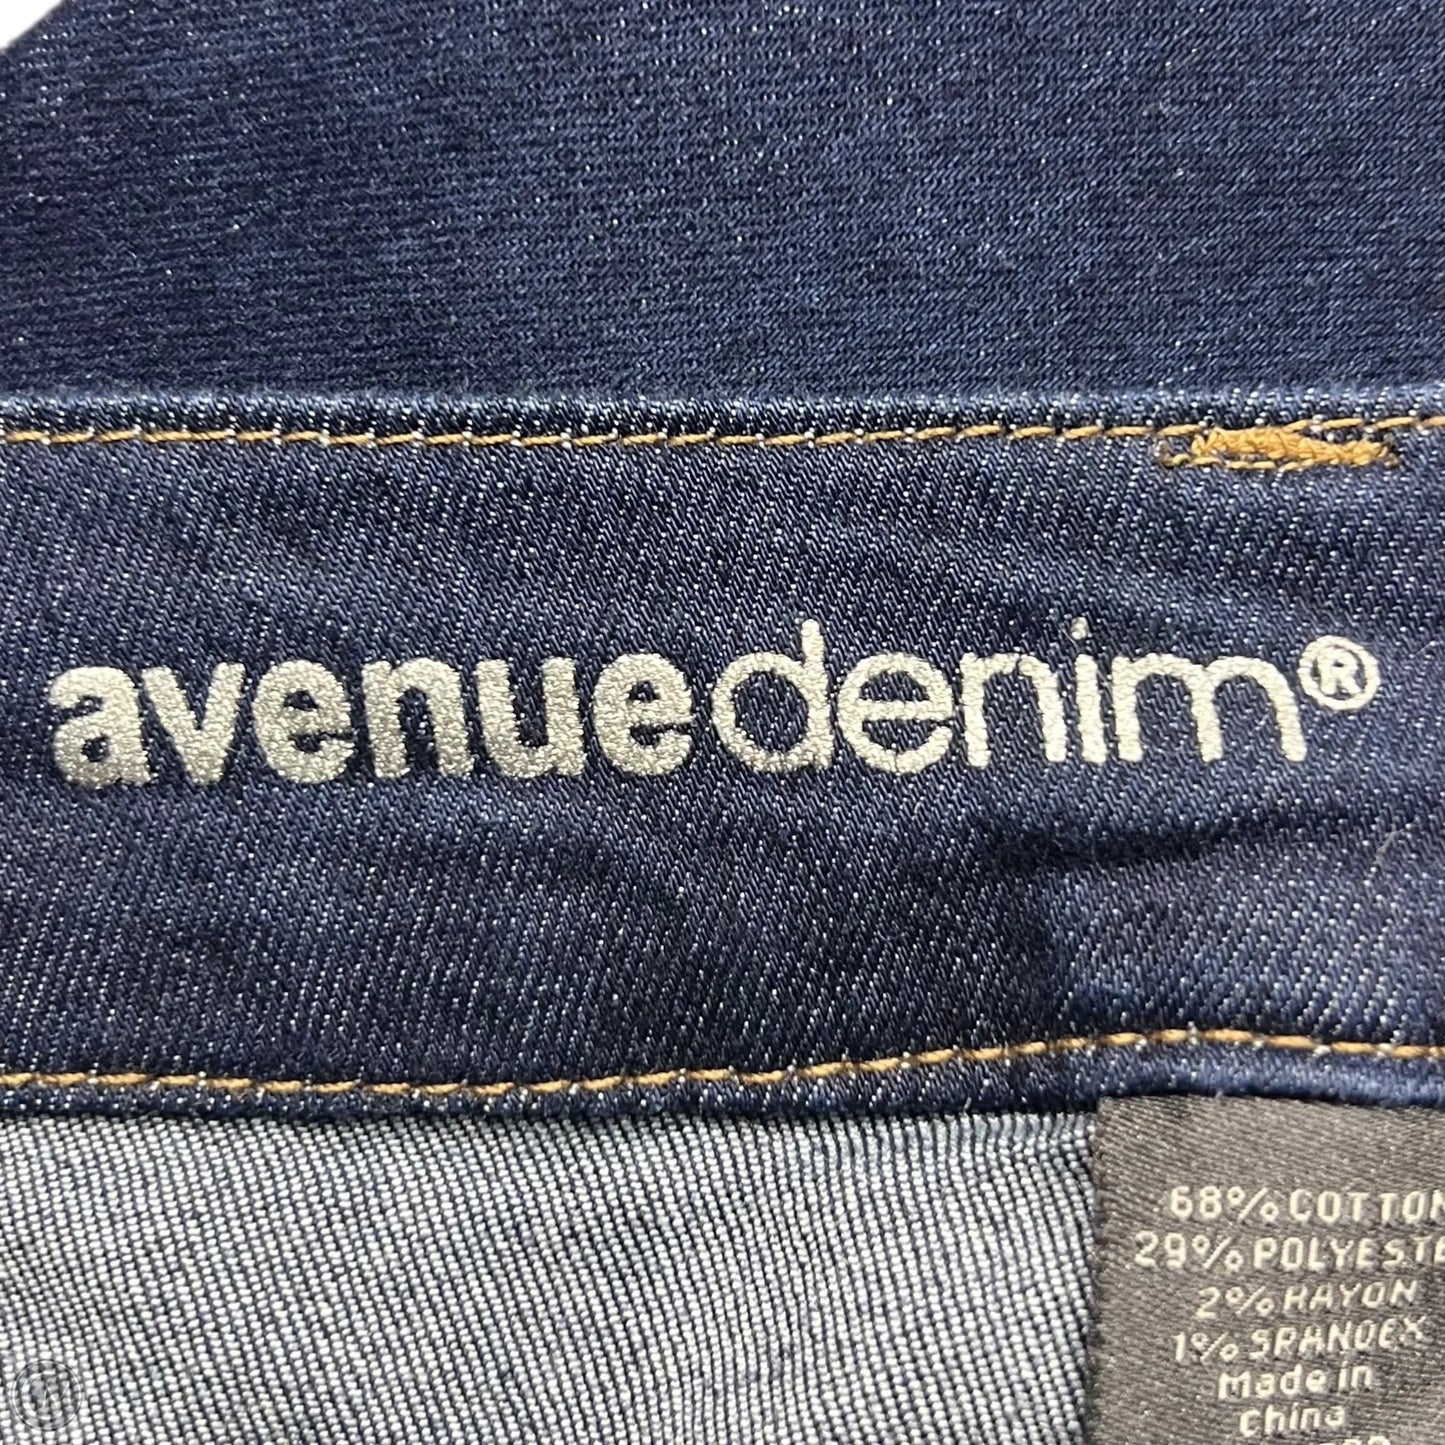 avenuedenim®
68% COTTON
29% POLYESTE
2% RAYON
1% SPANDEX
Made in
china